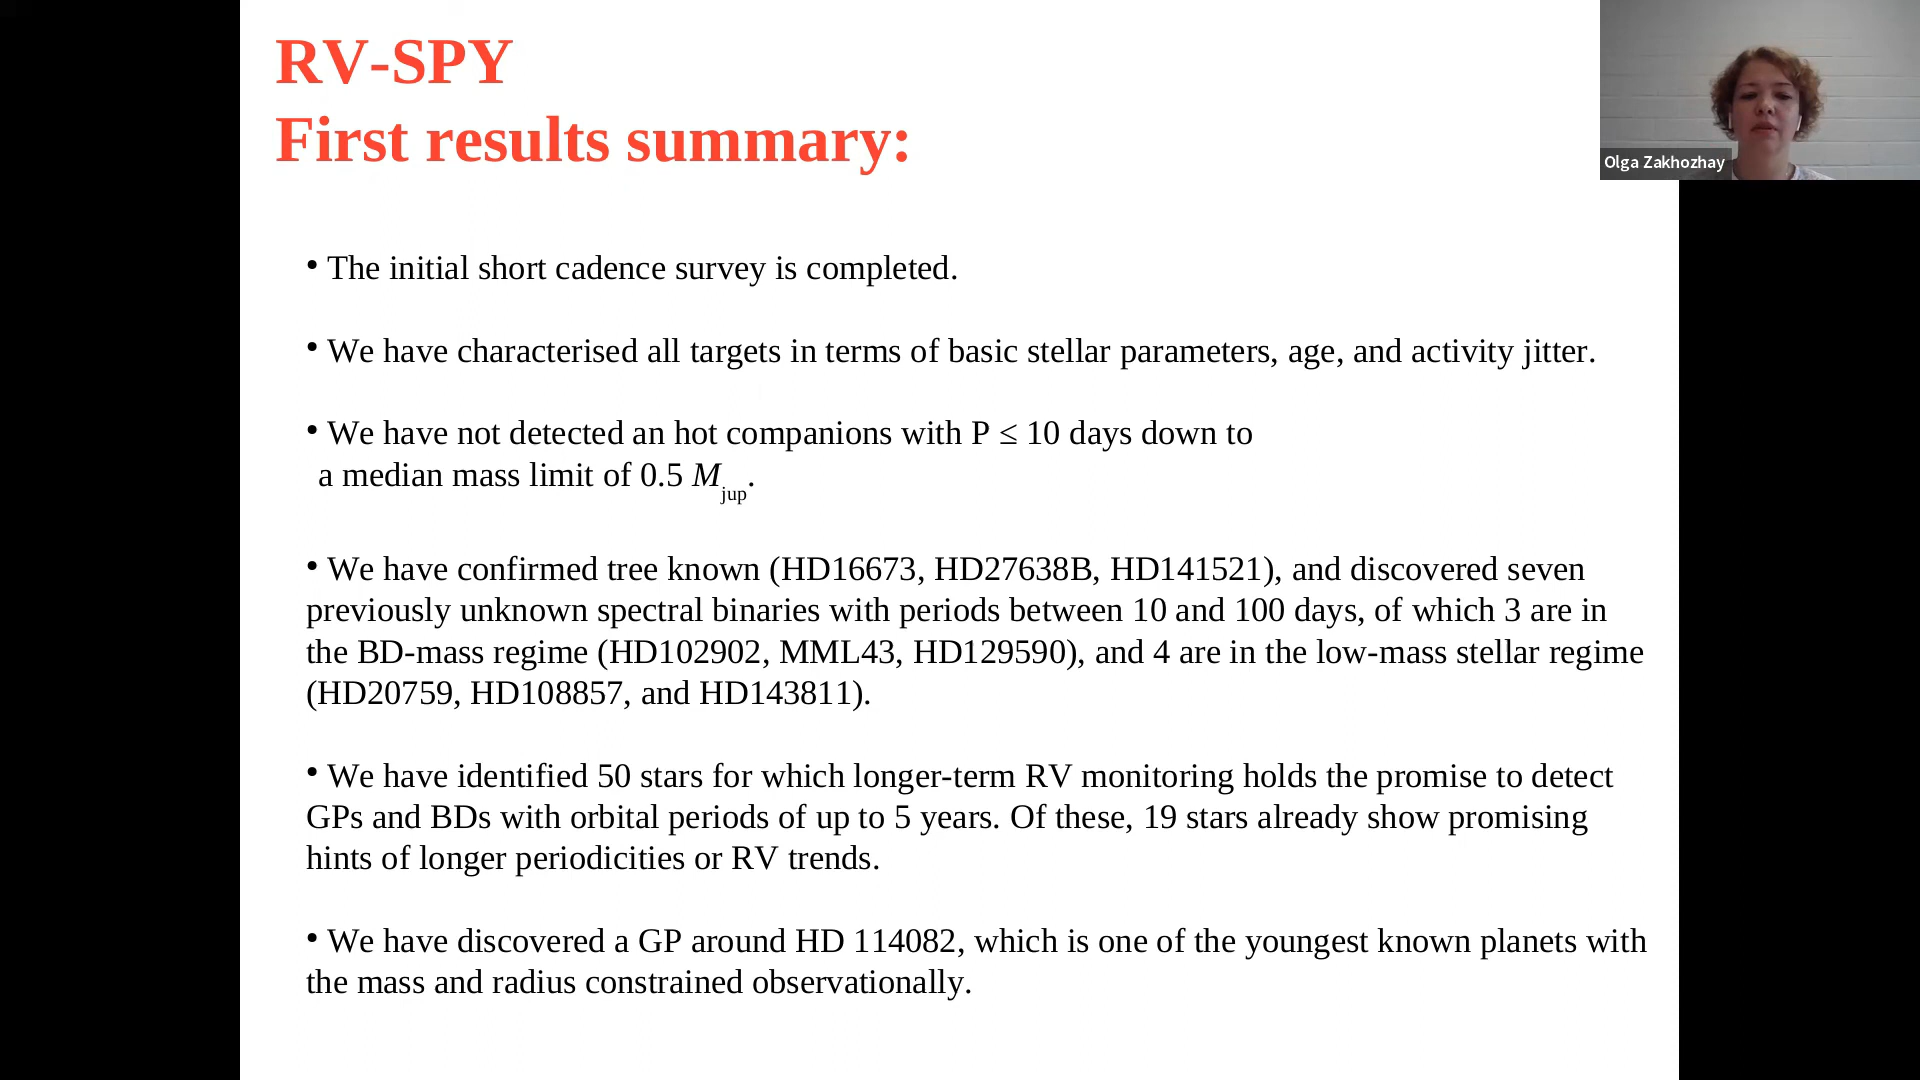 RV-SPY
First results summary:
Olga Zakhozhay
• The initial short cadence survey is completed.
• We have characterised all targets in terms of basic stellar parameters, age, and activity jitter.
• We have not detected an hot companions with P ≤ 10 days down to
a median mass limit of 0.5 Mjup.
• We have confirmed tree known (HD16673, HD27638B, HD141521), and discovered seven
previously unknown spectral binaries with periods between 10 and 100 days, of which 3 are in
the BD-mass regime (HD102902, MML43, HD129590), and 4 are in the low-mass stellar regime
(HD20759, HD108857, and HD143811).
• We have identified 50 stars for which longer-term RV monitoring holds the promise to detect
GPs and BDs with orbital periods of up to 5 years. Of these, 19 stars already show promising
hints of longer periodicities or RV trends.
• We have discovered a GP around HD 114082, which is one of the youngest known planets with
the mass and radius constrained observationally.